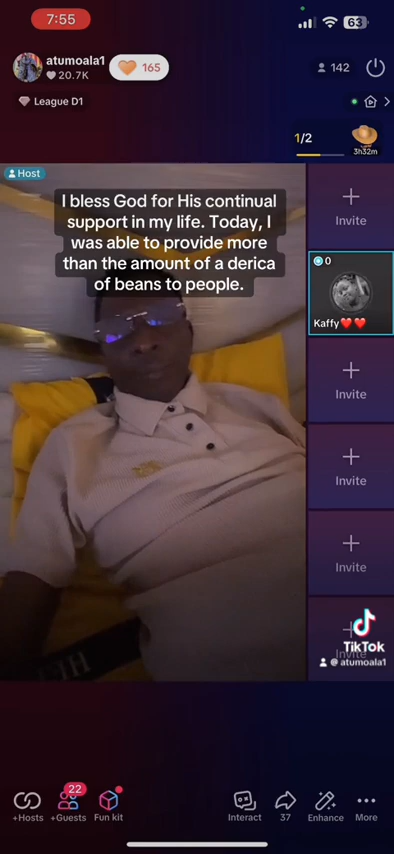 7:55
63
atumoala1
20.7K
165
142
League D1
1/2
3h32m
Host
I bless God for His continual
support in my life. Today, I
was able to provide more
than the amount of a derica
of beans to people.
Invite
0
Kaffy❤️❤️
Invite
Invite
Invite
Invite
TikTok
@atumoala1
22
+Hosts
+Guests
Fun kit
Interact
37
Enhance
More